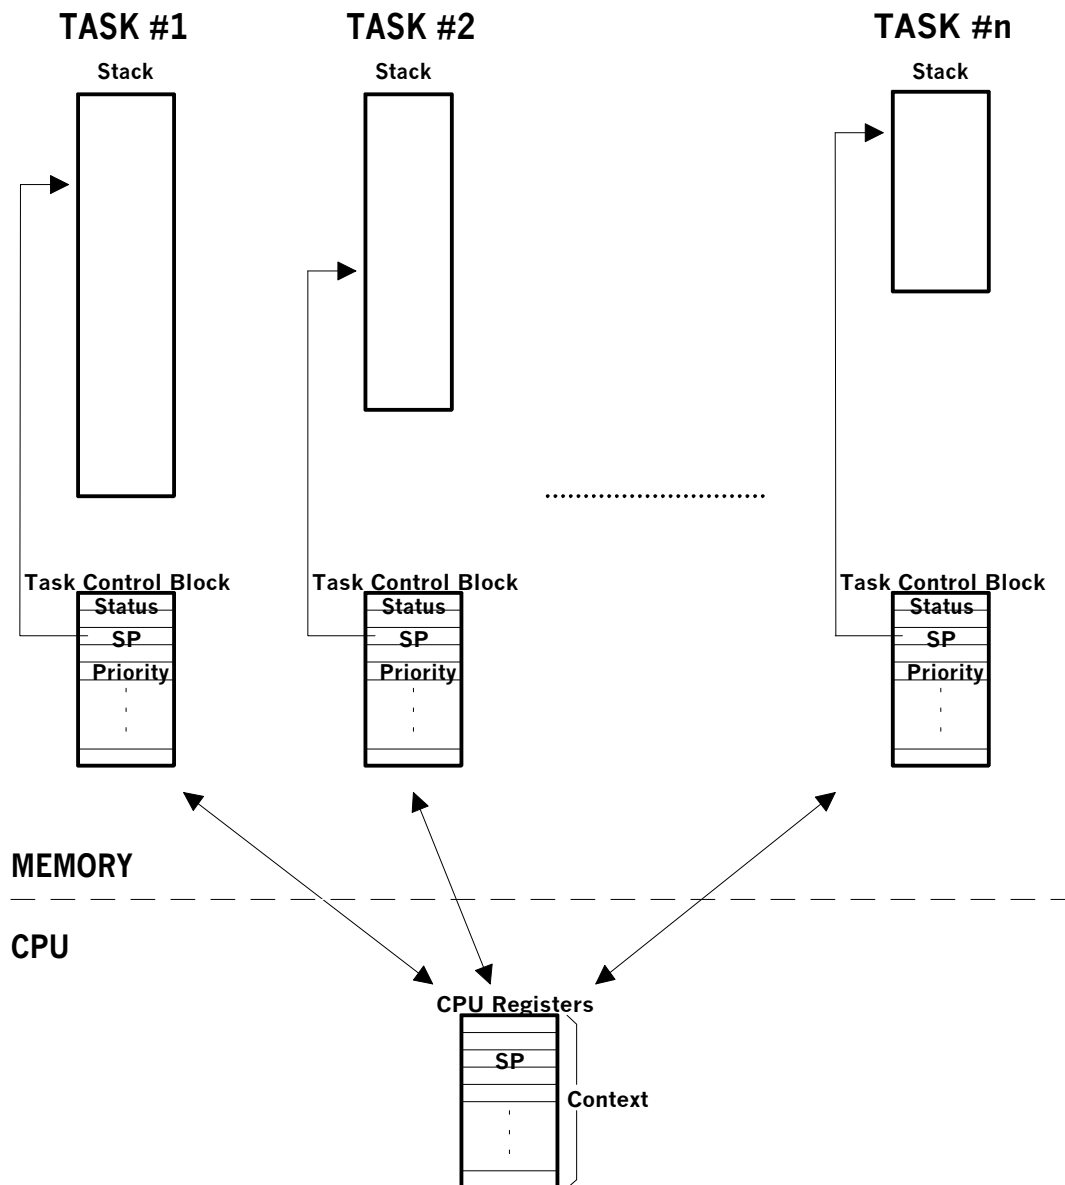 TASK #1
TASK #2
TASK #n
Stack
Stack
Stack
Task Control Block
Task Control Block
Task Control Block
Status
Status
Status
SP
SP
SP
Priority
Priority
Priority
MEMORY
CPU
CPU Registers
SP
Context